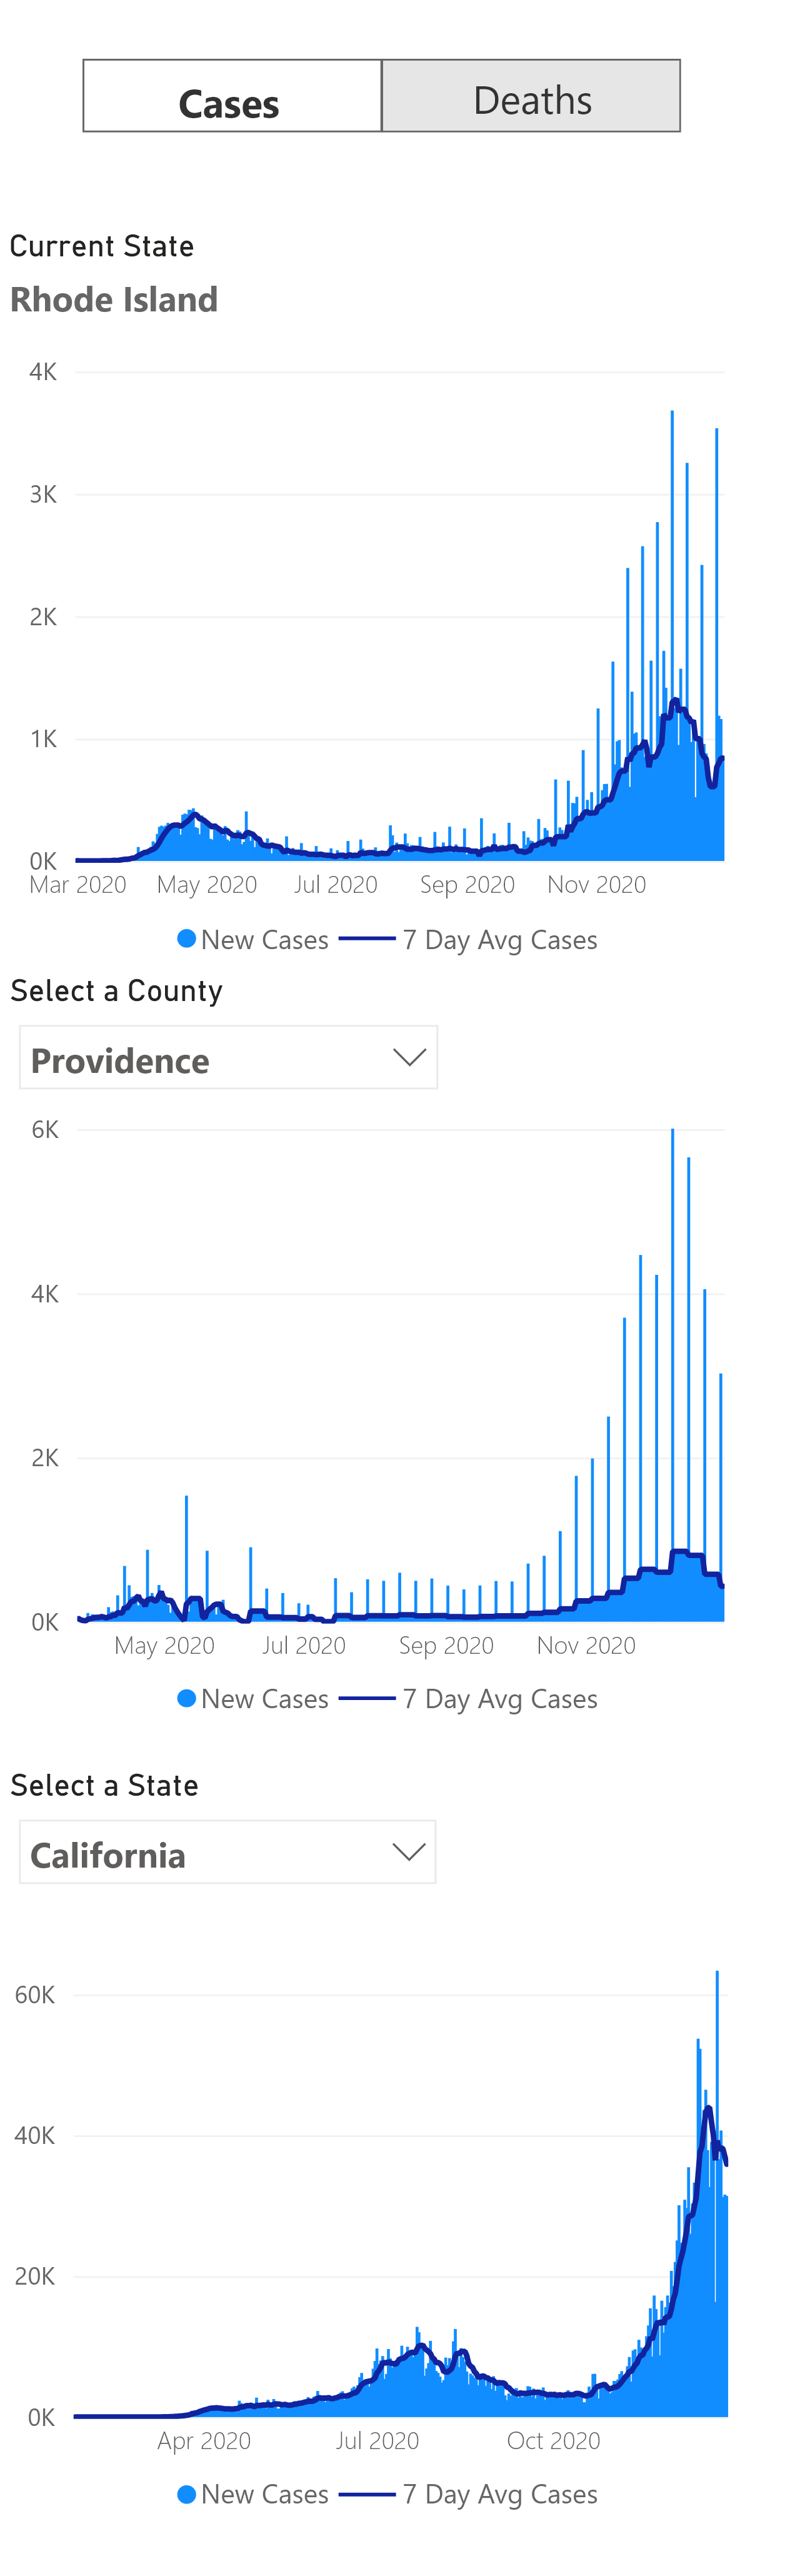 Cases Deaths
Current State
Rhode Island
4K
3K
2K
1K
0K
Mar 2020 May 2020 Jul 2020 Sep 2020 Nov 2020
New Cases 7 Day Avg Cases
Select a County
Providence
6K
4K
2K
0K
May 2020 Jul 2020 Sep 2020 Nov 2020
New Cases 7 Day Avg Cases
Select a State
California
60K
40K
20K
0K
Apr 2020 Jul 2020 Oct 2020
New Cases 7 Day Avg Cases